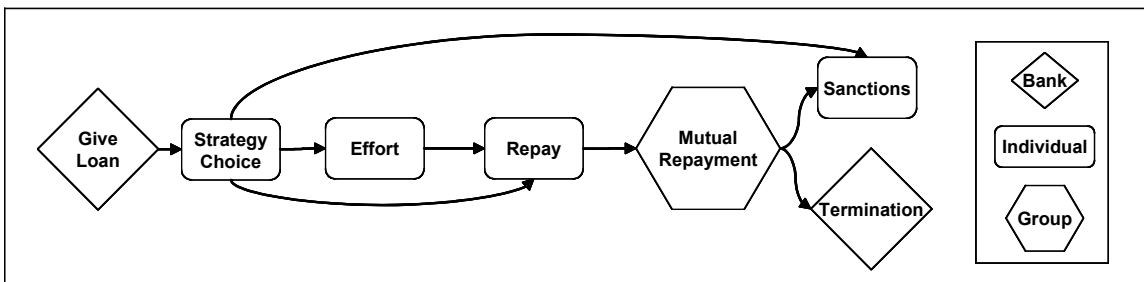 Give
Loan
Strategy
Choice
Effort
Repay
Mutual
Repayment
Sanctions
Termination
Bank
Individual
Group